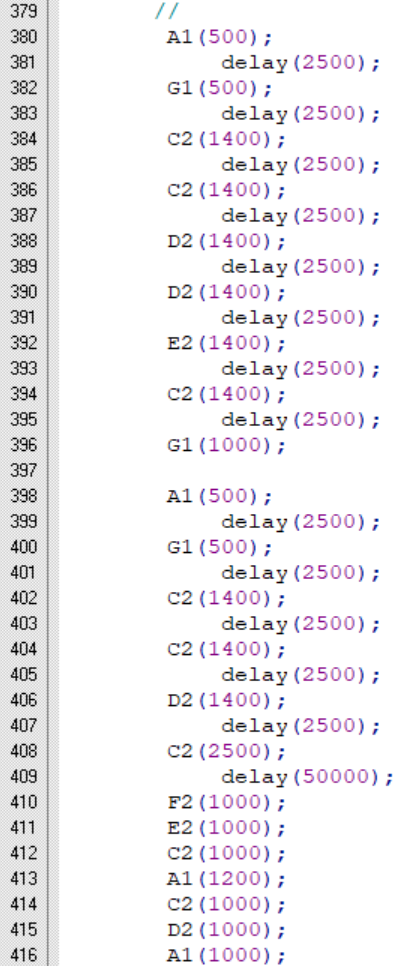 379 //
380 A1(500);
381 delay(2500);
382 G1(500);
383 delay(2500);
384 C2(1400);
385 delay(2500);
386 C2(1400);
387 delay(2500);
388 D2(1400);
389 delay(2500);
390 D2(1400);
391 delay(2500);
392 E2(1400);
393 delay(2500);
394 C2(1400);
395 delay(2500);
396 G1(1000);
397
398 A1(500);
399 delay(2500);
400 G1(500);
401 delay(2500);
402 C2(1400);
403 delay(2500);
404 C2(1400);
405 delay(2500);
406 D2(1400);
407 delay(2500);
408 C2(2500);
409 delay(50000);
410 F2(1000);
411 E2(1000);
412 C2(1000);
413 A1(1200);
414 C2(1000);
415 D2(1000);
416 A1(1000);